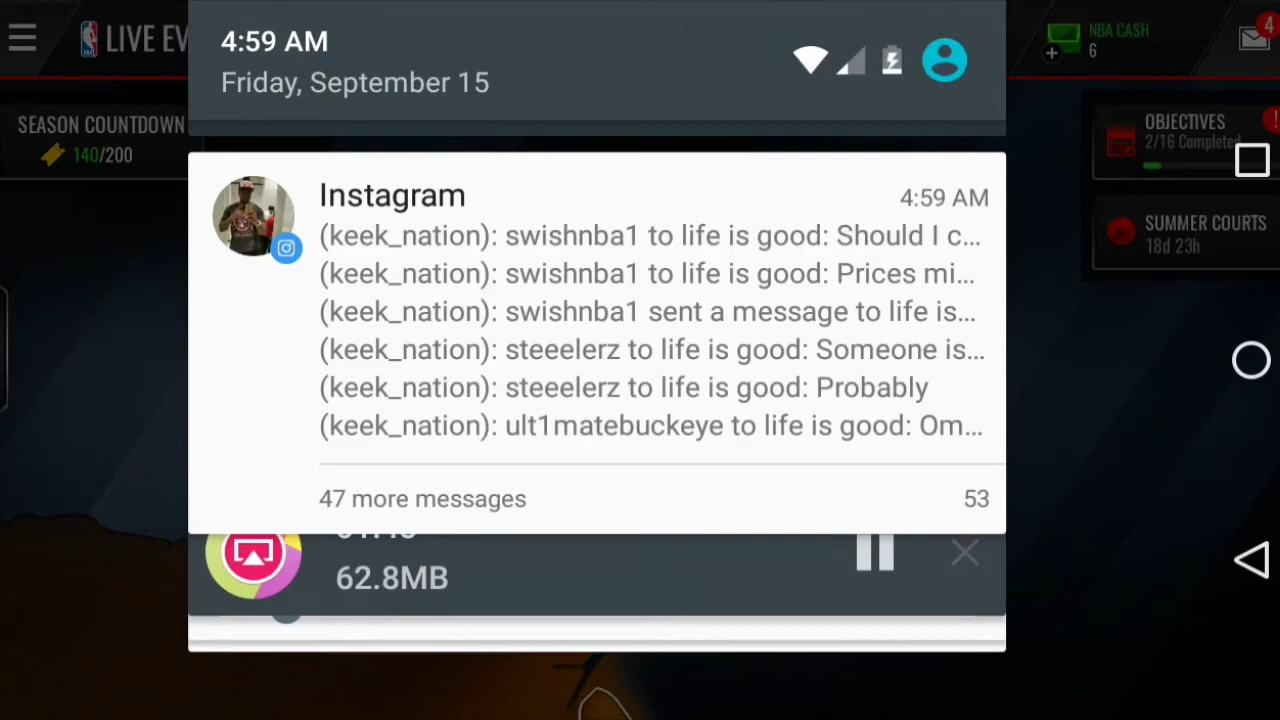 LIVE EV
4:59 AM
Friday, September 15
NBA CASH
6
4
SEASON COUNTDOWN
140/200
OBJECTIVES
2/16 Completed
!
SUMMER COURTS
18d 23h
Instagram
4:59 AM
(keek_nation): swishnba1 to life is good: Should I c...
(keek_nation): swishnba1 to life is good: Prices mi...
(keek_nation): swishnba1 sent a message to life is...
(keek_nation): steeelerz to life is good: Someone is...
(keek_nation): steeelerz to life is good: Probably
(keek_nation): ult1matebuckeye to life is good: Om...
47 more messages
53
62.8MB